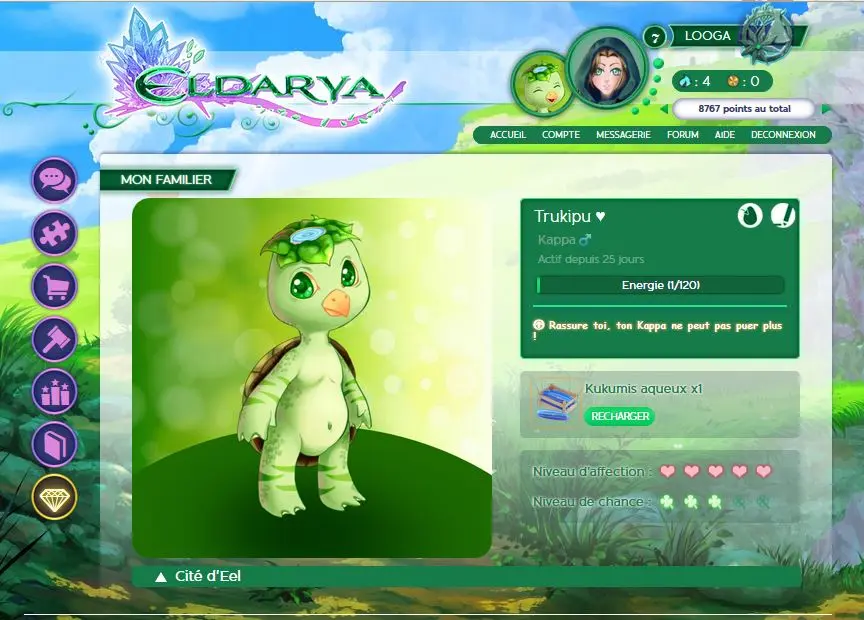 ELDARYA
7 LOOGA
: 4 : 0
8767 points au total
ACCUEIL COMPTE MESSAGERIE FORUM AIDE DECONNEXION
MON FAMILIER
Trukipu ♥
Kappa ♂
Actif depuis 25 jours
Energie (1/120)
Rassure toi, ton Kappa ne peut pas puer plus
!
Kukumis aqueux x1
RECHARGER
Niveau d'affection :
Niveau de chance :
▲ Cité d'Eel